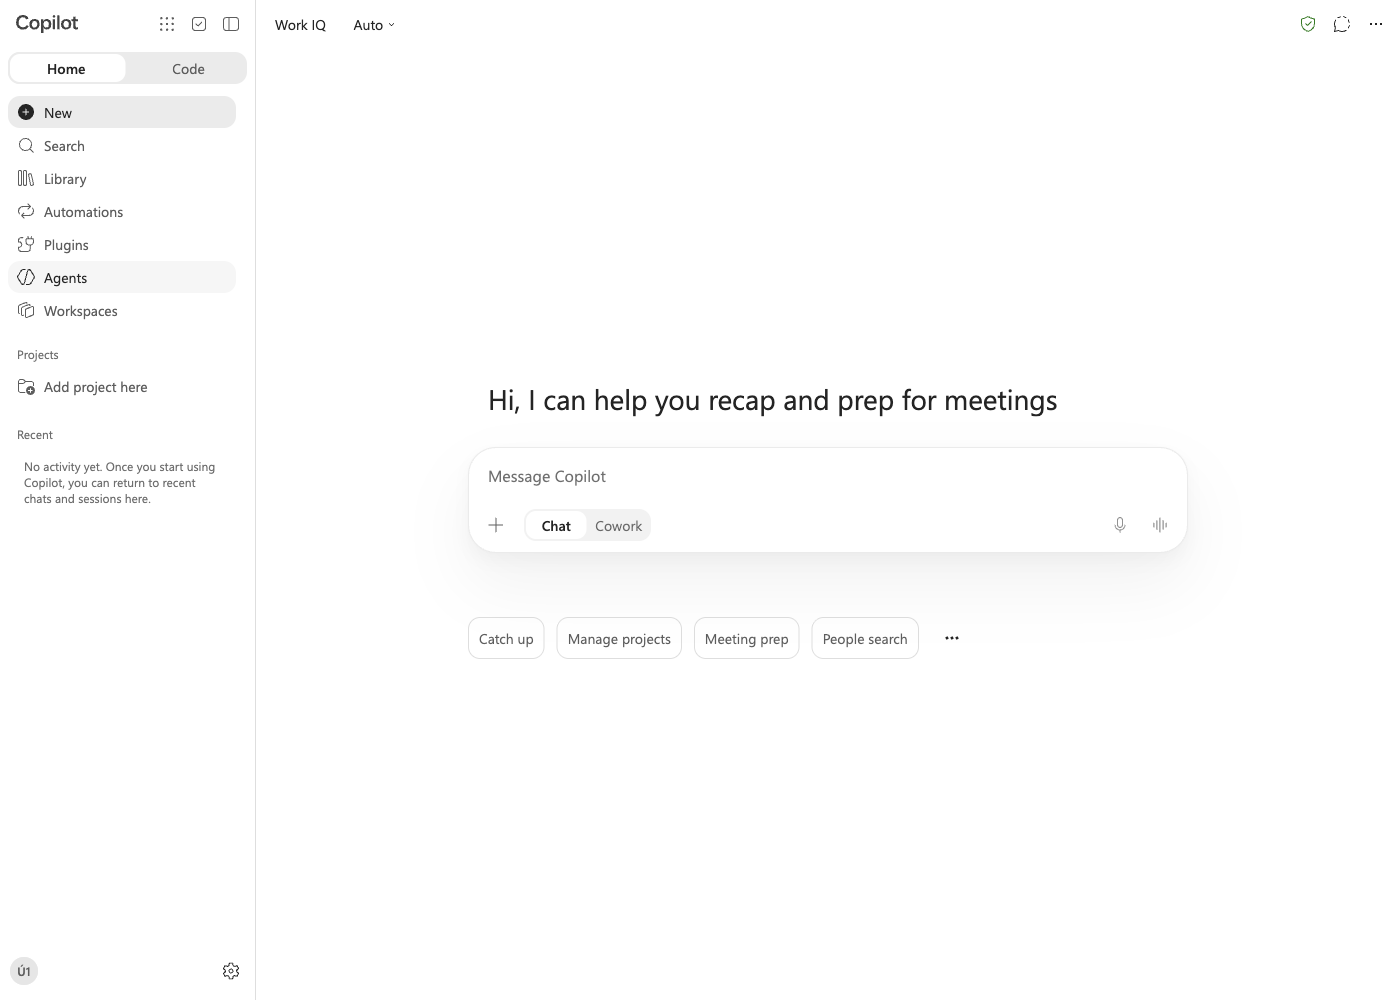 Copilot
Home
Code
New
Search
Library
Automations
Plugins
Agents
Workspaces
Projects
Add project here
Recent
No activity yet. Once you start using
Copilot, you can return to recent
chats and sessions here.
Ú1
Work IQ
Auto
Hi, I can help you recap and prep for meetings
Message Copilot
Chat
Cowork
Catch up
Manage projects
Meeting prep
People search